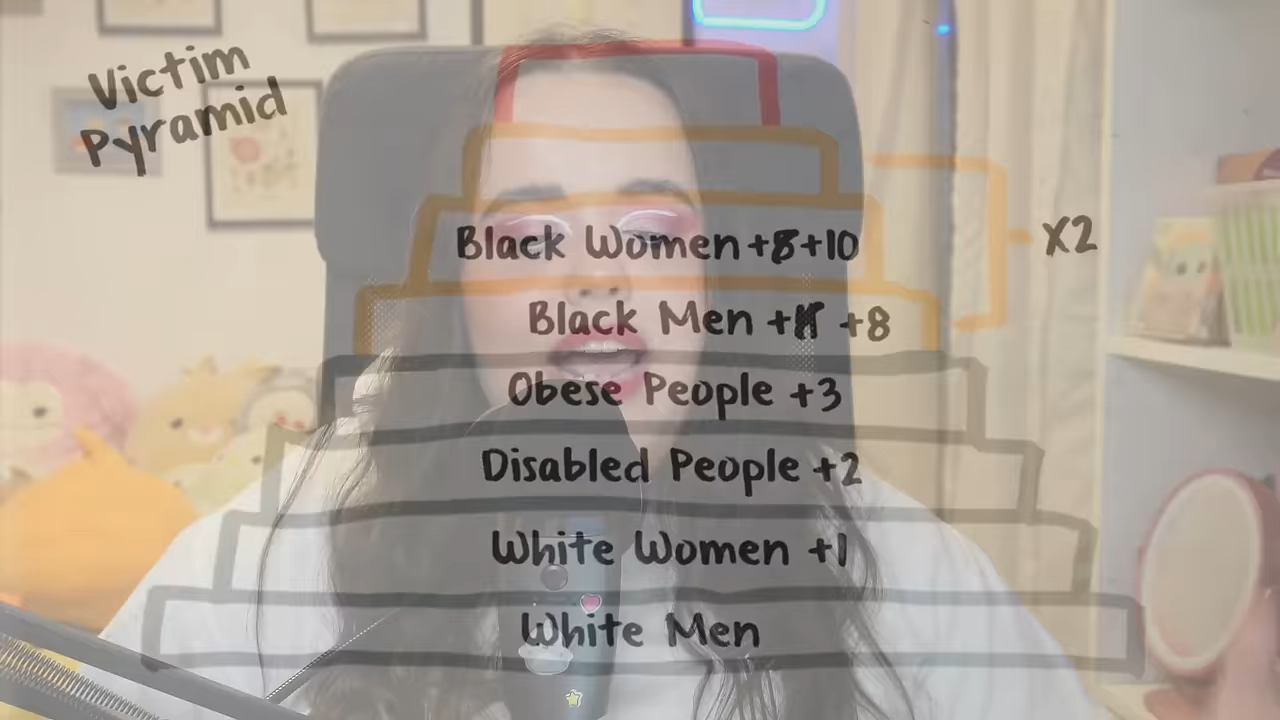 Victim
Pyramid
Black Women +8 +10
X2
Black Men + +8
Obese People +3
Disabled People +2
White Women +1
White Men